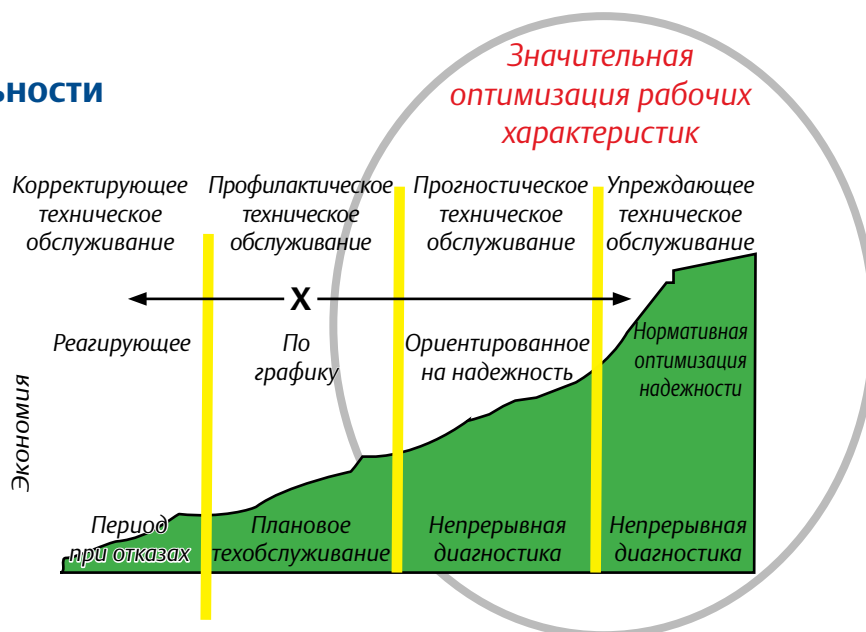 Значительная
оптимизация рабочих
характеристик
ьности
Корректирующее
техническое
обслуживание
Профилактическое
техническое
обслуживание
Прогностическое
техническое
обслуживание
Упреждающее
техническое
обслуживание
X
Реагирующее
По
графику
Ориентированное
на надежность
Нормативная
оптимизация
надежности
Экономия
Период
при отказах
Плановое
техобслуживание
Непрерывная
диагностика
Непрерывная
диагностика